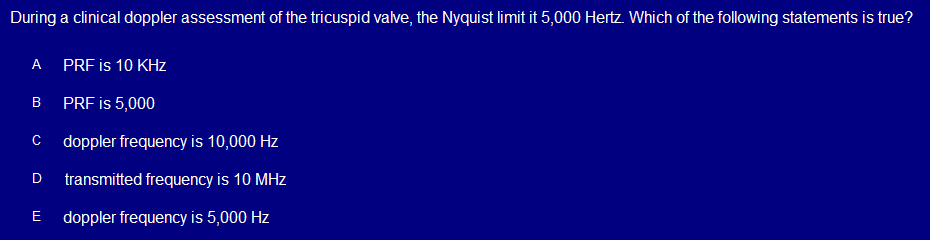 During a clinical doppler assessment of the tricuspid valve, the Nyquist limit it 5,000 Hertz. Which of the following statements is true?
A PRF is 10 KHz
B PRF is 5,000
C doppler frequency is 10,000 Hz
D transmitted frequency is 10 MHz
E doppler frequency is 5,000 Hz